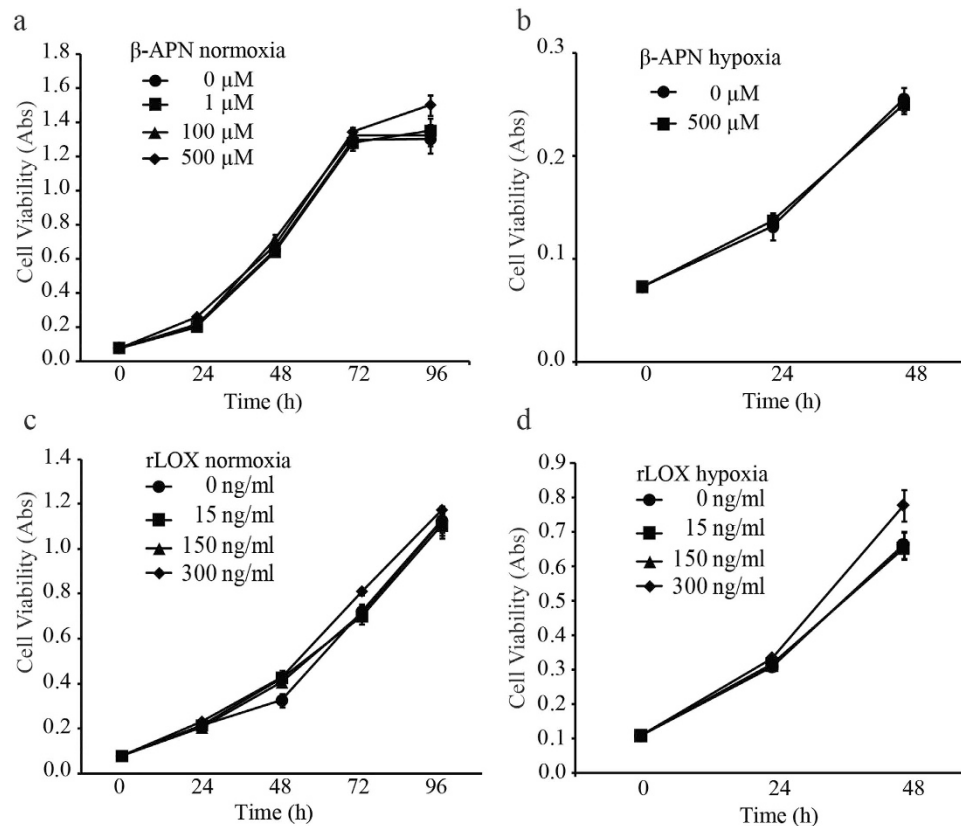 a
β-APN normoxia
0 µM
1 µM
100 µM
500 µM
Cell Viability (Abs)
1.8
1.6
1.4
1.2
1.0
0.8
0.6
0.4
0.2
0.0
0 24 48 72 96
Time (h)
b
β-APN hypoxia
0 µM
500 µM
Cell Viability (Abs)
0.3
0.2
0.1
0.0
0 24 48
Time (h)
c
rLOX normoxia
0 ng/ml
15 ng/ml
150 ng/ml
300 ng/ml
Cell Viability (Abs)
1.4
1.2
1.0
0.8
0.6
0.4
0.2
0.0
0 24 48 72 96
Time (h)
d
rLOX hypoxia
0 ng/ml
15 ng/ml
150 ng/ml
300 ng/ml
Cell Viability (Abs)
0.9
0.8
0.7
0.6
0.5
0.4
0.3
0.2
0.1
0.0
0 24 48
Time (h)